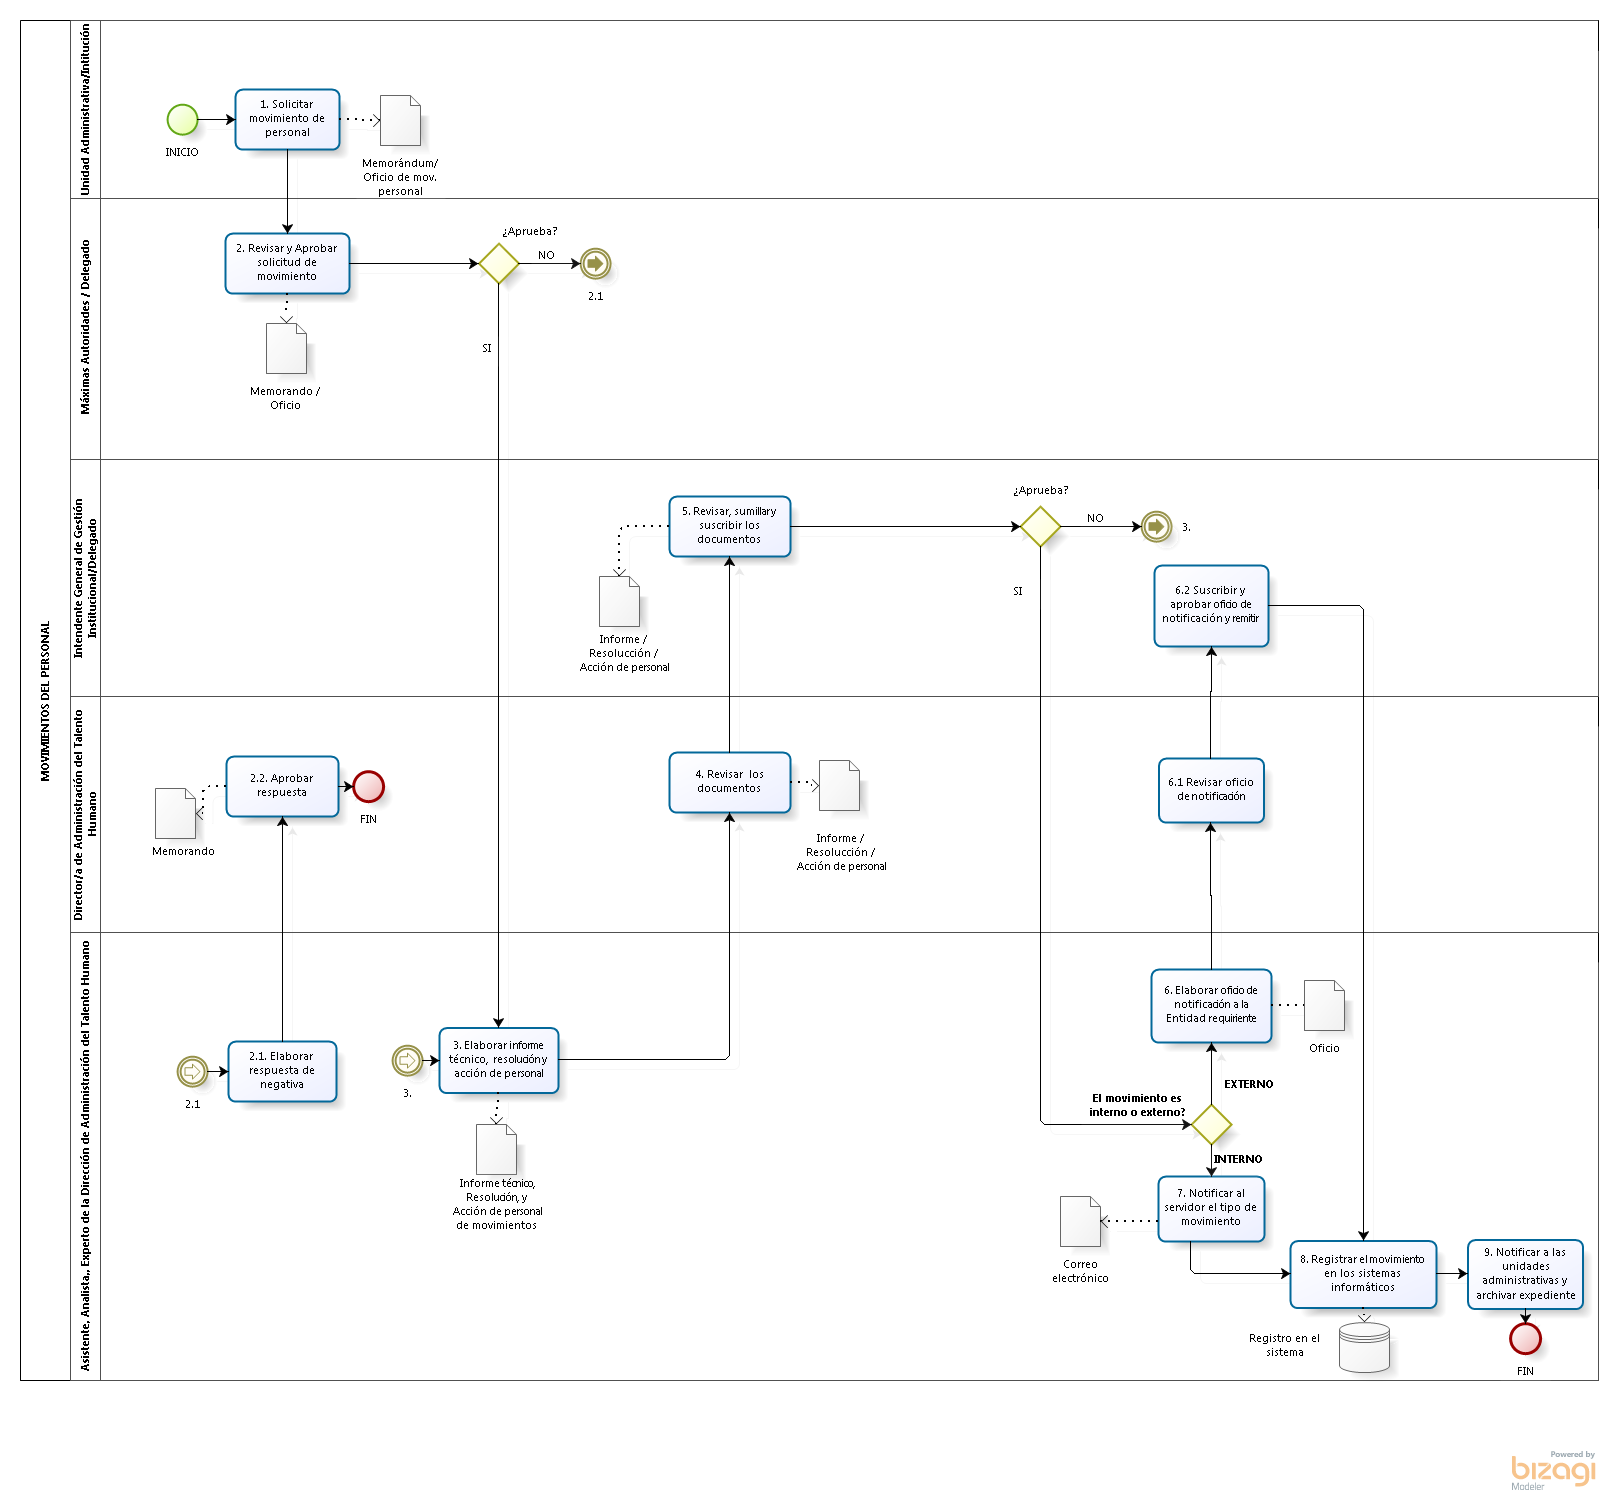 MOVIMIENTOS DEL PERSONAL
Unidad Administrativa/Intitución
INICIO
1. Solicitar
movimiento de
personal
Memorándum/
Oficio de mov.
personal
Máximas Autoridades / Delegado
2. Revisar y Aprobar
solicitud de
movimiento
Memorando /
Oficio
¿Aprueba?
NO
2.1
SI
Intendente General de Gestión
Institucional/Delegado
5. Revisar, sumillar y
suscribir los
documentos
Informe /
Resolucción /
Acción de personal
¿Aprueba?
NO
3.
SI
6.2 Suscribir y
aprobar oficio de
notificación y remitir
Director/a de Administración del Talento
Humano
2.2. Aprobar
respuesta
Memorando
FIN
4. Revisar los
documentos
Informe /
Resolucción /
Acción de personal
6.1 Revisar oficio
de notificación
Asistente, Analista,, Experto de la Dirección de Administración del Talento Humano
2.1
2.1. Elaborar
respuesta de
negativa
3.
3. Elaborar informe
técnico, resolución y
acción de personal
Informe técnico,
Resolución, y
Acción de personal
de movimientos
6. Elaborar oficio de
notificación a la
Entidad requiriente
Oficio
EXTERNO
El movimiento es
interno o externo?
INTERNO
7. Notificar al
servidor el tipo de
movimiento
Correo
electrónico
8. Registrar el movimiento
en los sistemas
informáticos
Registro en el
sistema
9. Notificar a las
unidades
administrativas y
archivar expediente
FIN
Powered by
bizagi
Modeler